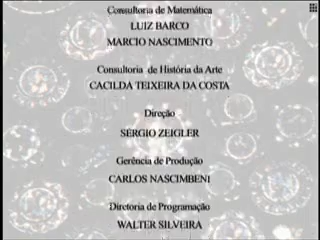 Consultoria de Matemática
LUIZ BARCO
MARCIO NASCIMENTO
Consultoria de História da Arte
CACILDA TEIXEIRA DA COSTA
Direção
SÉRGIO ZEIGLER
Gerência de Produção
CARLOS NASCIMBENI
Diretoria de Programação
WALTER SILVEIRA